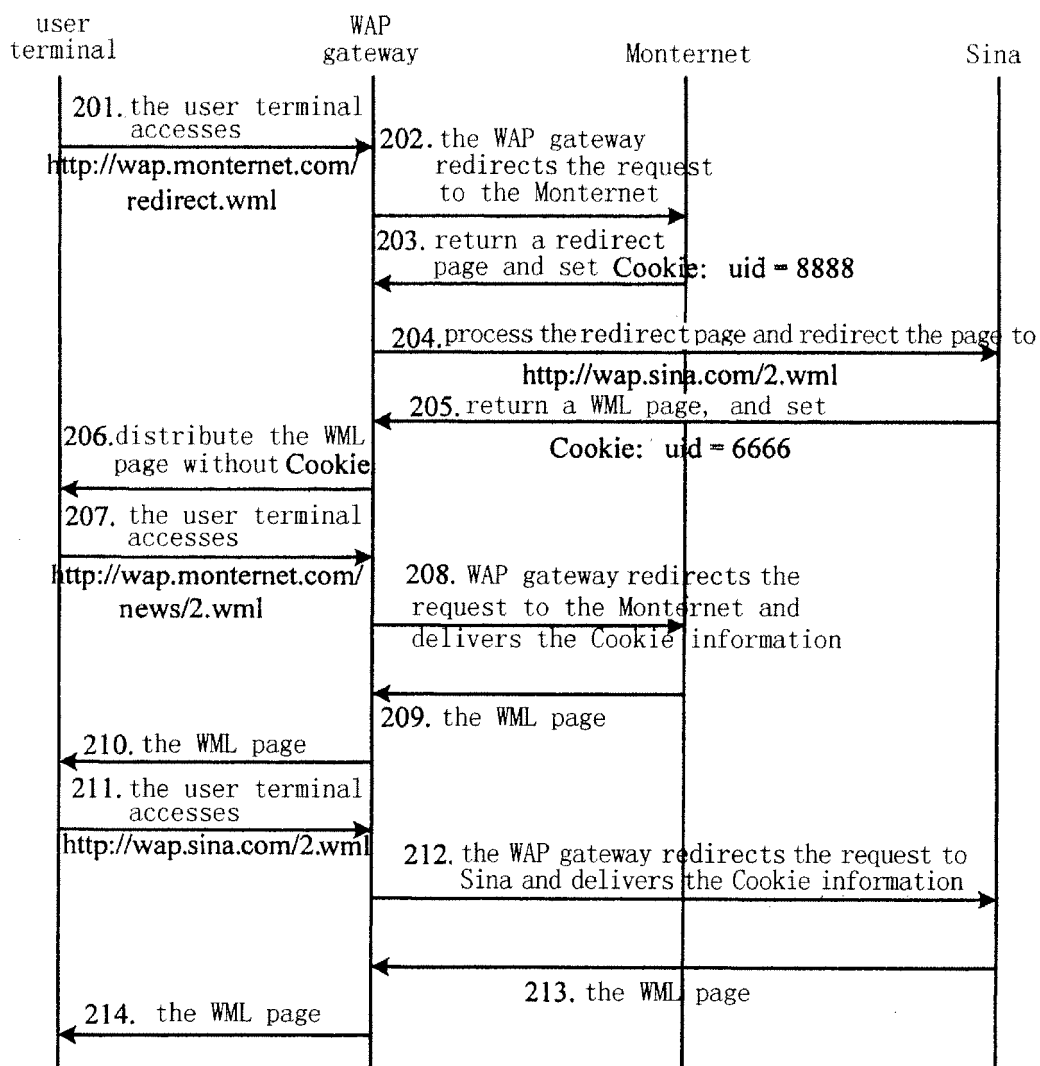 user
terminal
WAP
gateway
Monternet
Sina
201. the user terminal
accesses
http://wap.monternet.com/
redirect.wml
202. the WAP gateway
redirects the request
to the Monternet
203. return a redirect
page and set Cookie: uid = 8888
204. process the redirect page and redirect the page to
http://wap.sina.com/2.wml
205. return a WML page, and set
Cookie: uid = 6666
206. distribute the WML
page without Cookie
207. the user terminal
accesses
http://wap.monternet.com/
news/2.wml
208. WAP gateway redirects the
request to the Monternet and
delivers the Cookie information
209. the WML page
210. the WML page
211. the user terminal
accesses
http://wap.sina.com/2.wml
212. the WAP gateway redirects the request to
Sina and delivers the Cookie information
213. the WML page
214. the WML page